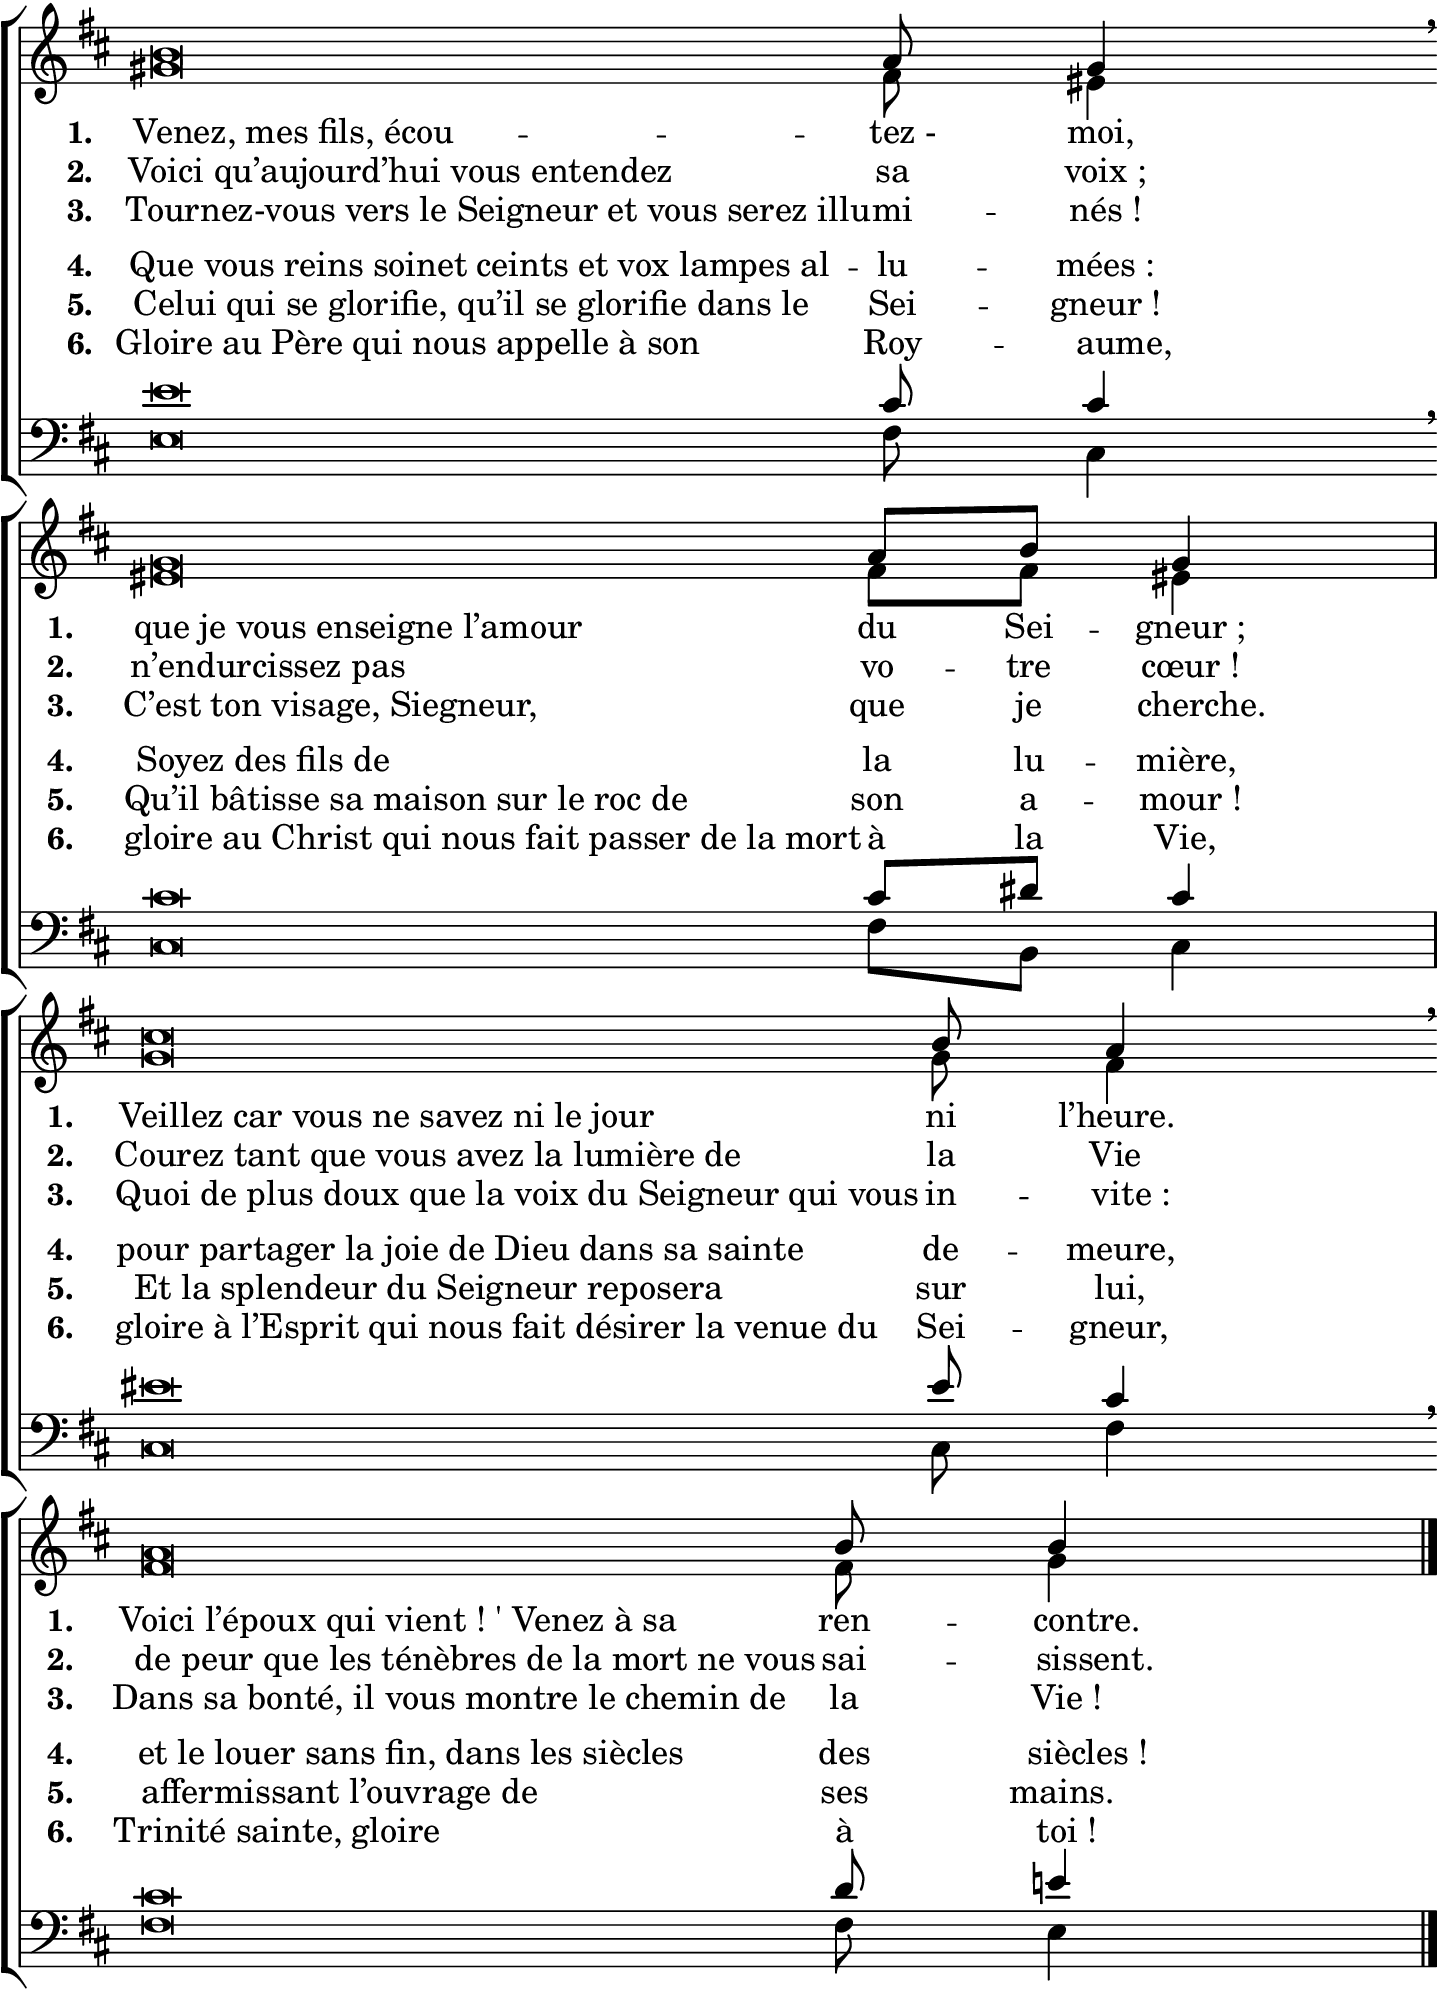 1. Venez, mes fils, écou -- tez - moi,
2. Voici qu’aujourd’hui vous entendez sa voix ;
3. Tournez-vous vers le Seigneur et vous serez illumi -- nés !
4. Que vous reins soinet ceints et vox lampes al -- lu -- mées :
5. Celui qui se glorifie, qu’il se glorifie dans le Sei -- gneur !
6. Gloire au Père qui nous appelle à son Roy -- aume,
1. que je vous enseigne l’amour du Sei -- gneur ;
2. n’endurcissez pas vo -- tre cœur !
3. C’est ton visage, Siegneur, que je cherche.
4. Soyez des fils de la lu -- mière,
5. Qu’il bâtisse sa maison sur le roc de son a -- mour !
6. gloire au Christ qui nous fait passer de la mort à la Vie,
1. Veillez car vous ne savez ni le jour ni l’heure.
2. Courez tant que vous avez la lumière de la Vie
3. Quoi de plus doux que la voix du Seigneur qui vous in -- vite :
4. pour partager la joie de Dieu dans sa sainte de -- meure,
5. Et la splendeur du Seigneur reposera sur lui,
6. gloire à l’Esprit qui nous fait désirer la venue du Sei -- gneur,
1. Voici l’époux qui vient ! ' Venez à sa ren -- contre.
2. de peur que les ténèbres de la mort ne vous sai -- sissent.
3. Dans sa bonté, il vous montre le chemin de la Vie !
4. et le louer sans fin, dans les siècles des siècles !
5. affermissant l’ouvrage de ses mains.
6. Trinité sainte, gloire à toi !